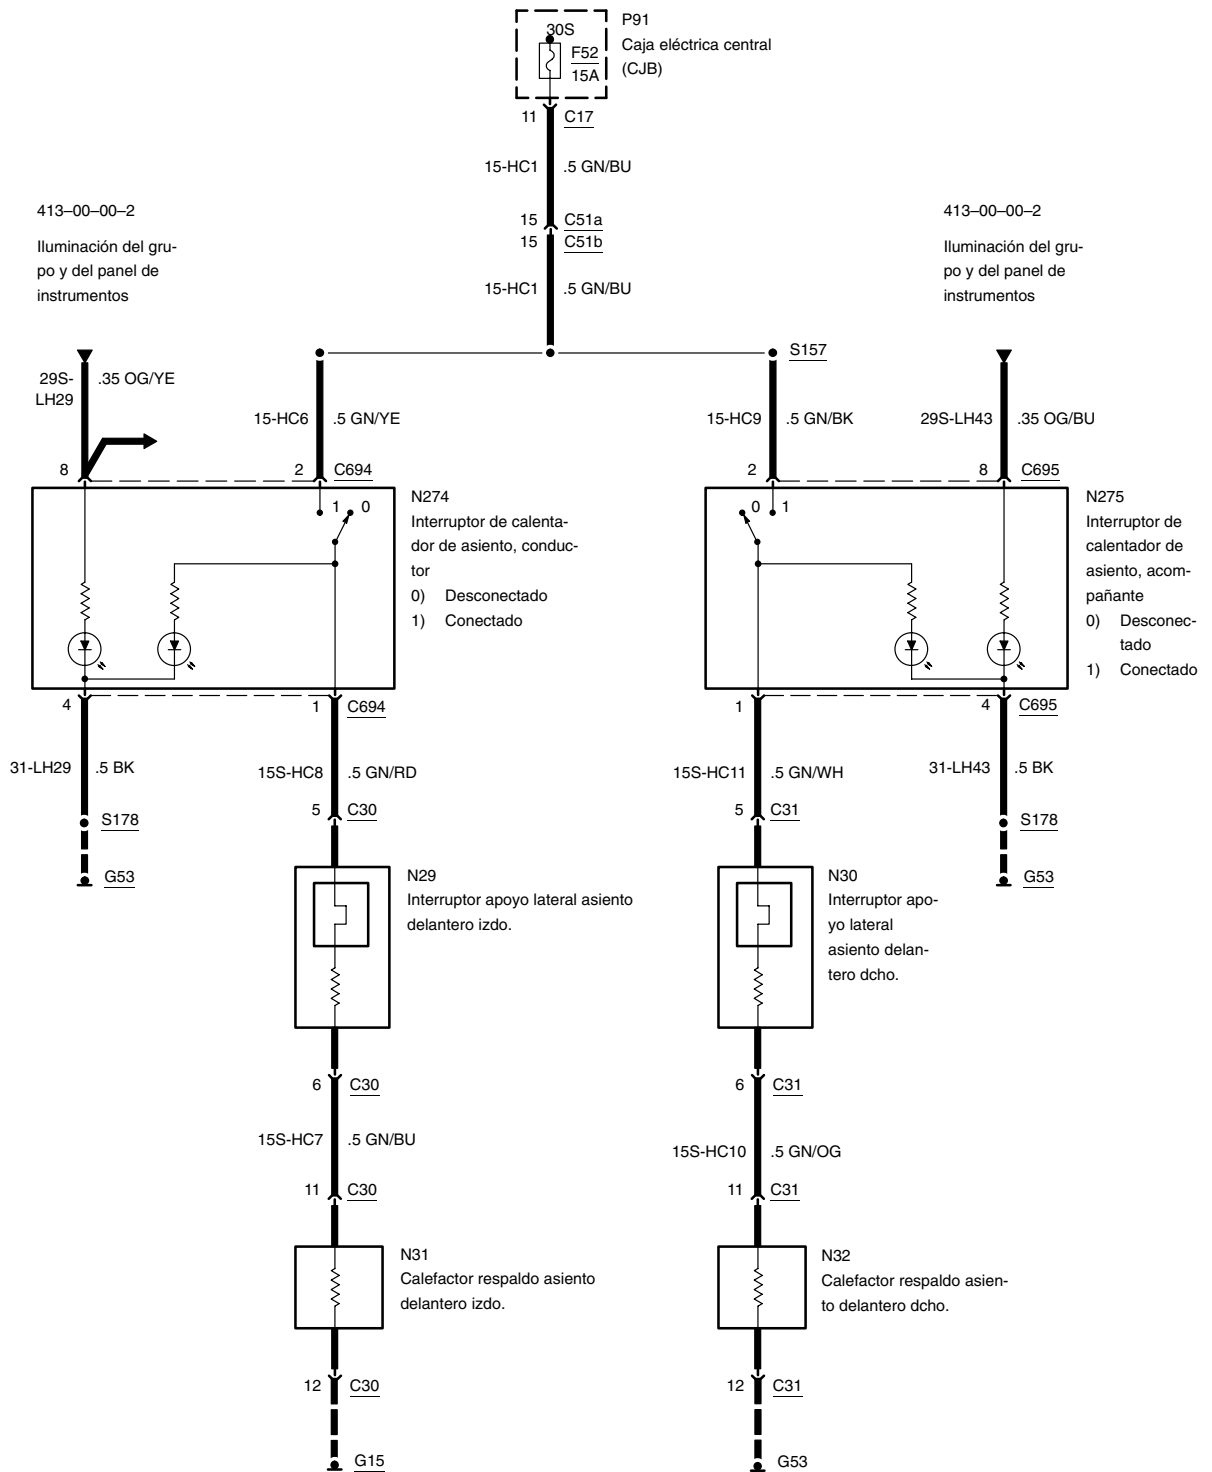 30S
F52
15A
P91
Caja eléctrica central
(CJB)
11 C17
15-HC1 .5 GN/BU
15 C51a
15 C51b
15-HC1 .5 GN/BU
413–00–00–2
Iluminación del gru-
po y del panel de
instrumentos
413–00–00–2
Iluminación del gru-
po y del panel de
instrumentos
S157
29S-
LH29
.35 OG/YE
15-HC6 .5 GN/YE
15-HC9 .5 GN/BK
29S-LH43 .35 OG/BU
8
2 C694
2
8 C695
1 0
N274
Interruptor de calenta-
dor de asiento, conduc-
tor
0) Desconectado
1) Conectado
0 1
N275
Interruptor de
calentador de
asiento, acom-
pañante
0) Desconec-
tado
1) Conectado
4
1 C694
1
4 C695
31-LH29 .5 BK
15S-HC8 .5 GN/RD
15S-HC11 .5 GN/WH
31-LH43 .5 BK
S178
5 C30
5 C31
S178
G53
G53
N29
Interruptor apoyo lateral asiento
delantero izdo.
N30
Interruptor apo-
yo lateral
asiento delan-
tero dcho.
6 C30
6 C31
15S-HC7 .5 GN/BU
15S-HC10 .5 GN/OG
11 C30
11 C31
N31
Calefactor respaldo asiento
delantero izdo.
N32
Calefactor respaldo asien-
to delantero dcho.
12 C30
12 C31
G15
G53